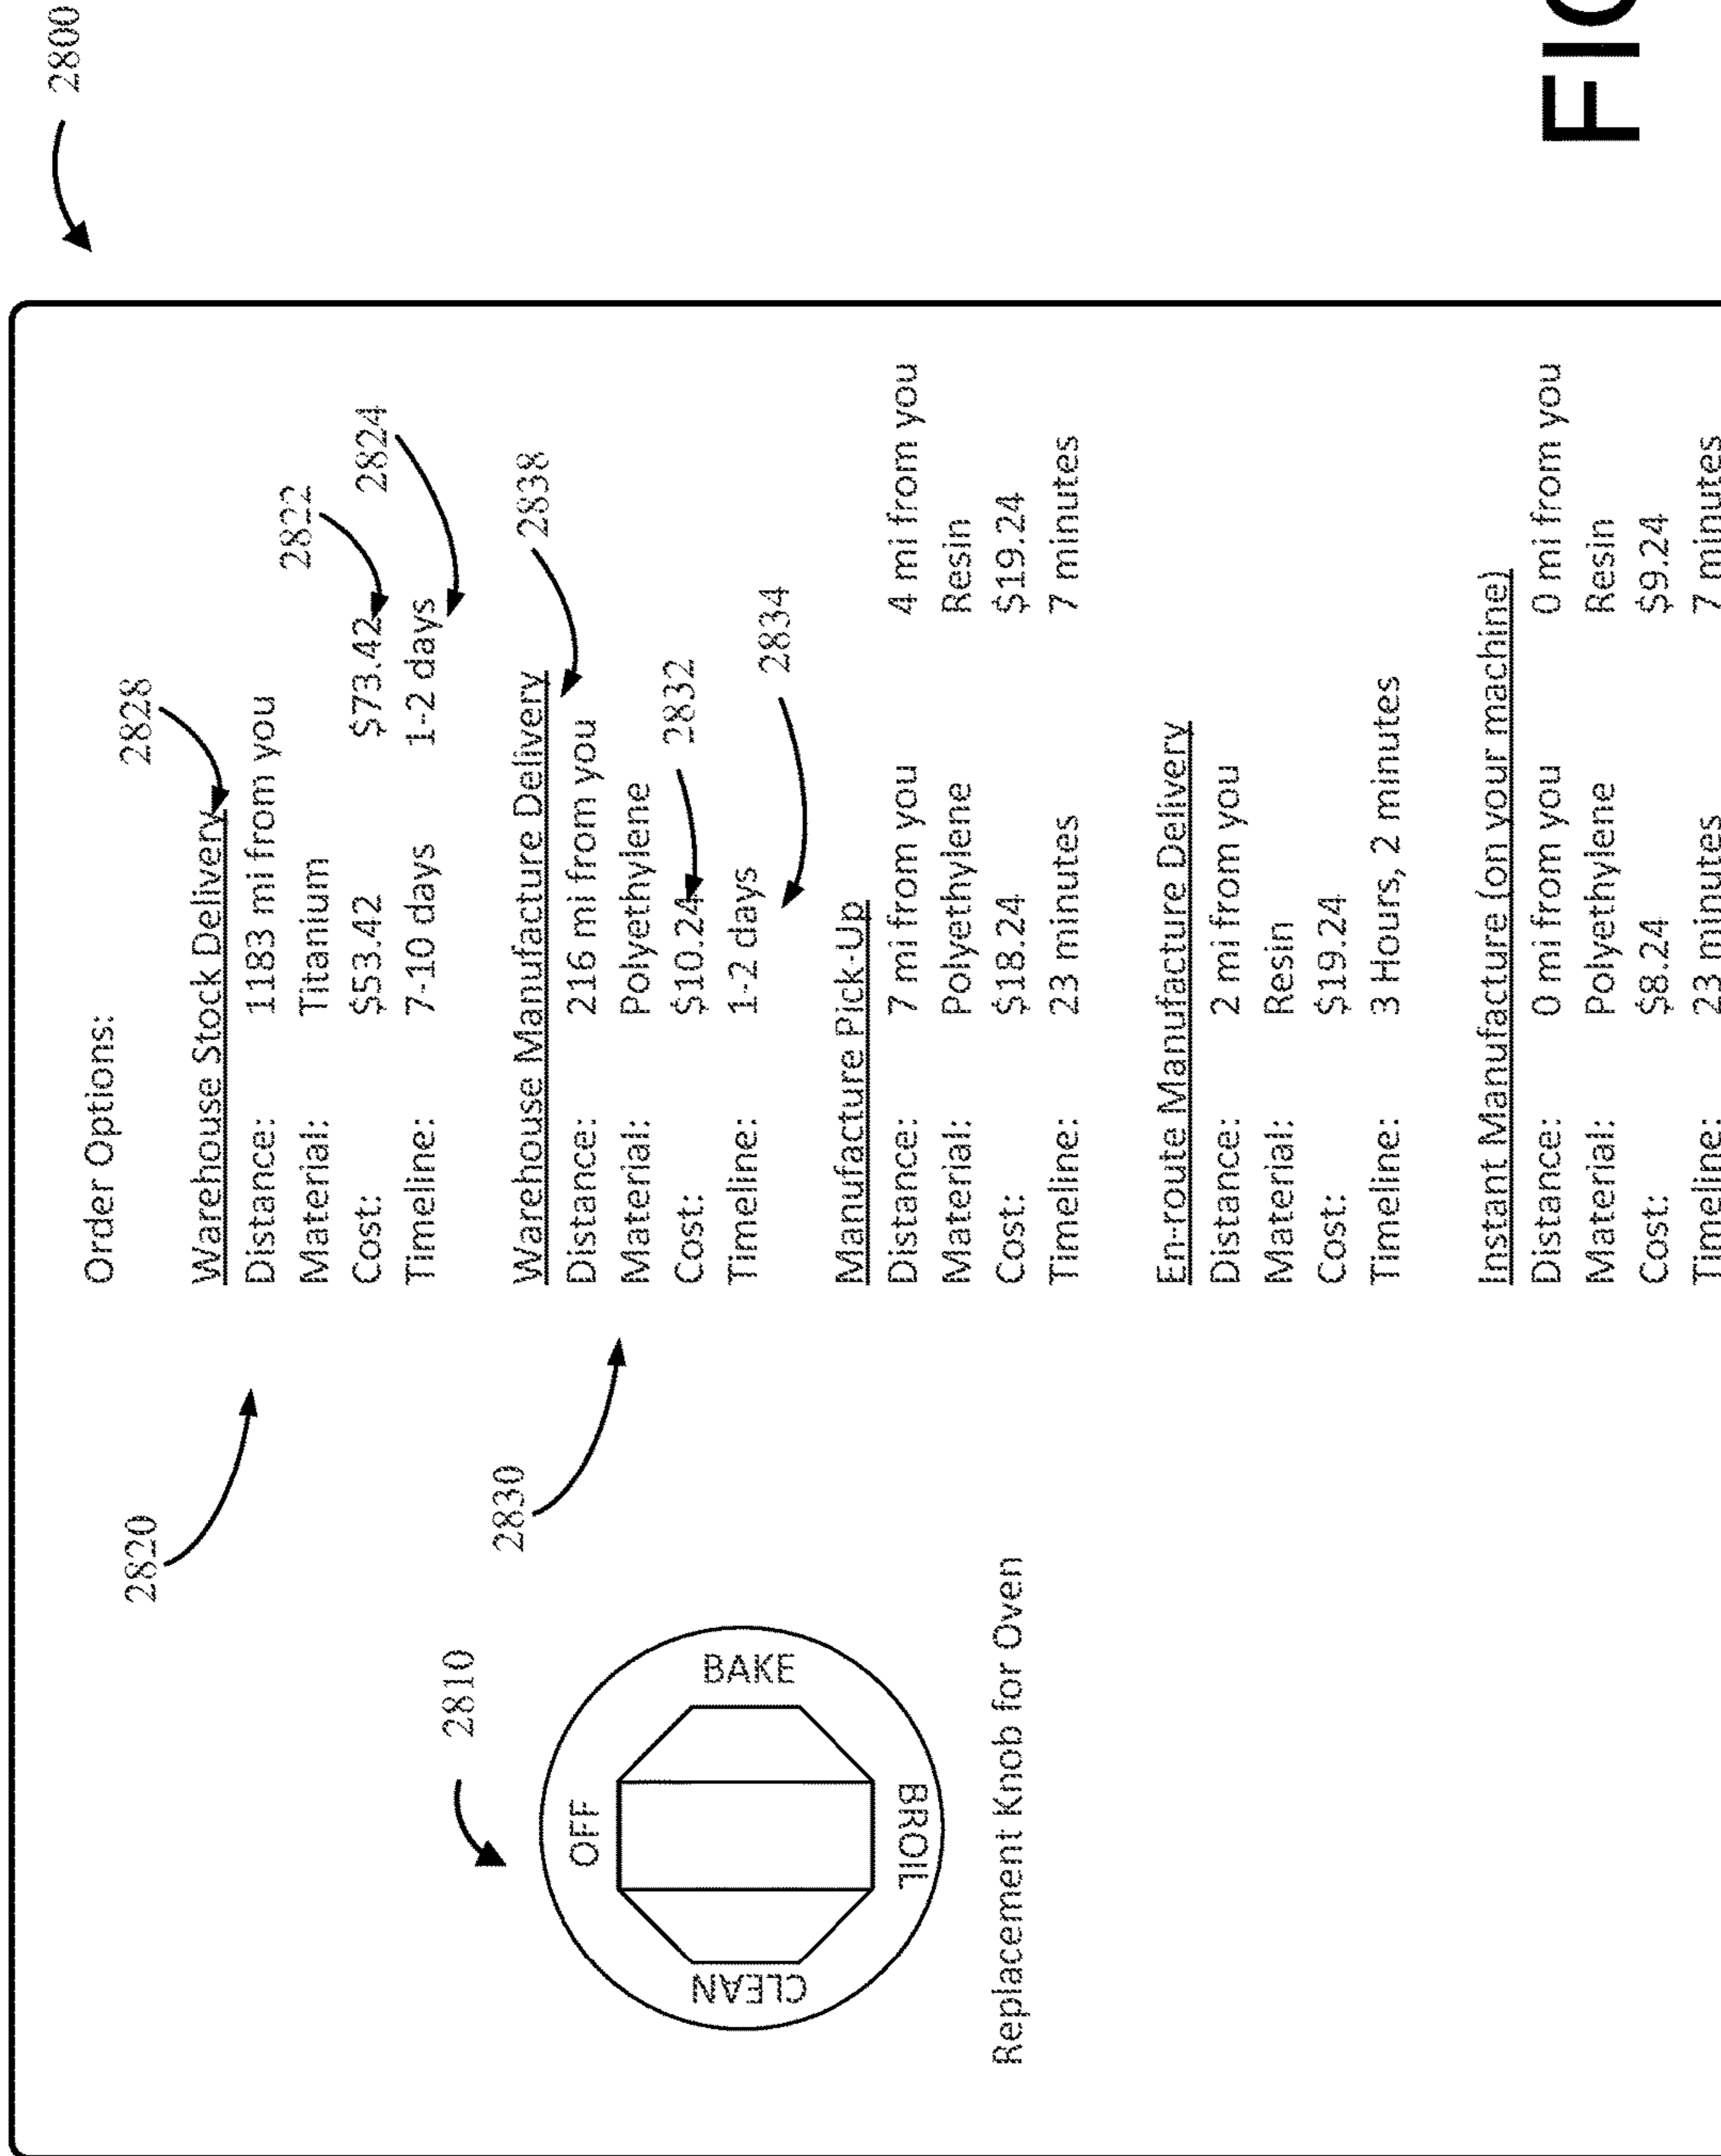 2800
Order Options:
2828
2820
Warehouse Stock Delivery
Distance: 1183 mi from you
2822
Material: Titanium
Cost: $53.42 $73.42
2824
Timeline: 7-10 days 1-2 days
2810
2830
2838
Warehouse Manufacture Delivery
Distance: 216 mi from you
Material: Polyethylene
2832
Cost: $10.24
Timeline: 1-2 days
2834
OFF
BAKE
CLEAN
BROIL
Replacement Knob for Oven
Manufacture Pick-Up
Distance: 7 mi from you 4 mi from you
Material: Polyethylene Resin
Cost: $18.24 $19.24
Timeline: 23 minutes 7 minutes
En-route Manufacture Delivery
Distance: 2 mi from you
Material: Resin
Cost: $19.24
Timeline: 3 Hours, 2 minutes
Instant Manufacture (on your machine)
Distance: 0 mi from you 0 mi from you
Material: Polyethylene Resin
Cost: $8.24 $9.24
Timeline: 23 minutes 7 minutes